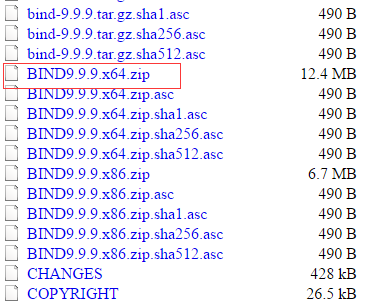 bind-9.9.9.tar.gz.sha1.asc 490 B
bind-9.9.9.tar.gz.sha256.asc 490 B
bind-9.9.9.tar.gz.sha512.asc 490 B
BIND9.9.9.x64.zip 12.4 MB
BIND9.9.9.x64.zip.asc 490 B
BIND9.9.9.x64.zip.sha1.asc 490 B
BIND9.9.9.x64.zip.sha256.asc 490 B
BIND9.9.9.x64.zip.sha512.asc 490 B
BIND9.9.9.x86.zip 6.7 MB
BIND9.9.9.x86.zip.asc 490 B
BIND9.9.9.x86.zip.sha1.asc 490 B
BIND9.9.9.x86.zip.sha256.asc 490 B
BIND9.9.9.x86.zip.sha512.asc 490 B
CHANGES 428 kB
COPYRIGHT 26.5 kB